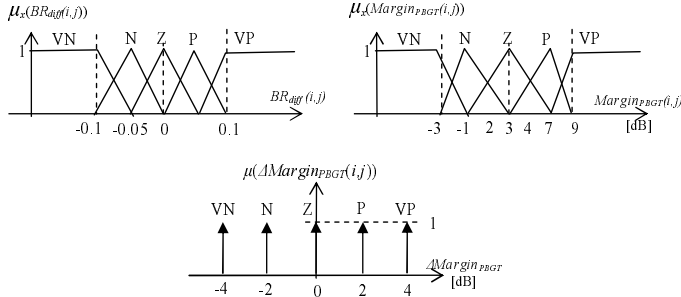 μx(BRdiff(i,j))
VN N Z P VP
1
BRdiff(i,j)
-0.1 -0.05 0 0.1
μx(MarginPBGT(i,j))
VN N Z P VP
1
MarginPBGT(i,j)
-3 -1 2 3 4 7 9 [dB]
μ(ΔMarginPBGT(i,j))
VN N Z P VP
1
ΔMarginPBGT
-4 -2 0 2 4 [dB]